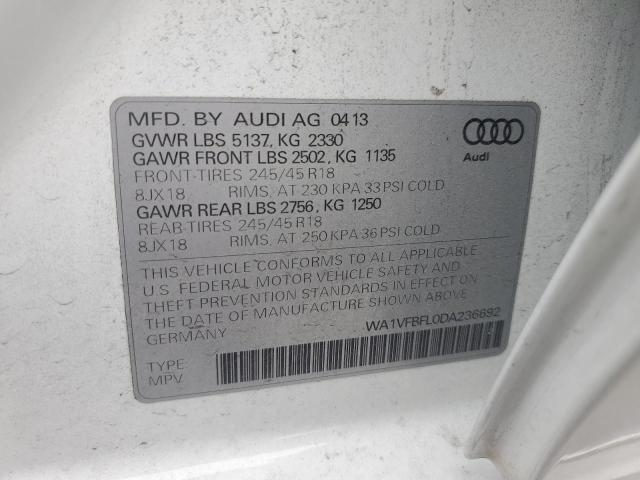 MFD. BY AUDI AG 0413
GVWR LBS 5137, KG 2330
GAWR FRONT LBS 2502, KG 1135
FRONT-TIRES 245/45 R18
8JX18 RIMS, AT 230 KPA 33 PSI COLD
GAWR REAR LBS 2756, KG 1250
REAR-TIRES 245/45 R18
8JX18 RIMS, AT 250 KPA 36 PSI COLD
Audi
THIS VEHICLE CONFORMS TO ALL APPLICABLE
U.S. FEDERAL MOTOR VEHICLE SAFETY AND
THEFT PREVENTION STANDARDS IN EFFECT ON
THE DATE OF MANUFACTURE SHOWN ABOVE
GERMANY
WA1VFBFL0DA236692
TYPE
MPV